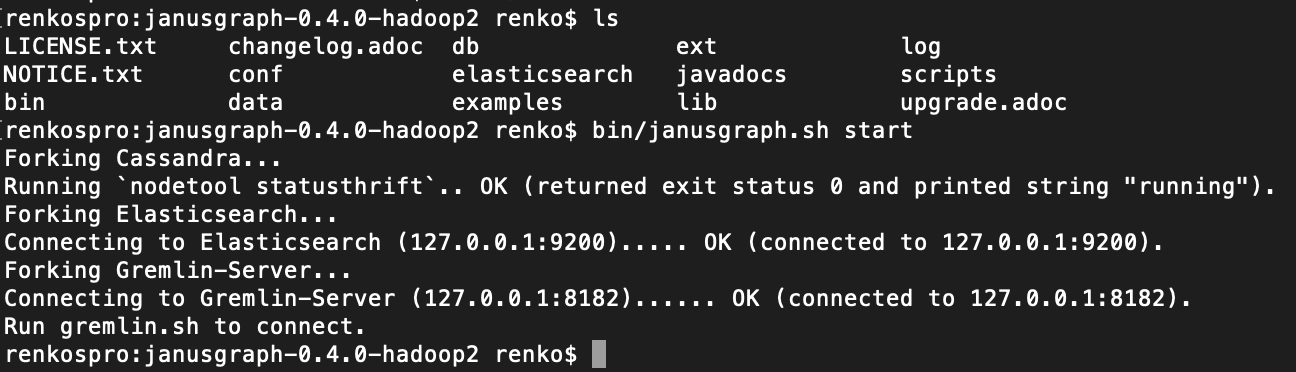 [renkospro:janusgraph-0.4.0-hadoop2 renko$ ls
LICENSE.txt changelog.adoc db ext log
NOTICE.txt conf elasticsearch javadocs scripts
bin data examples lib upgrade.adoc
[renkospro:janusgraph-0.4.0-hadoop2 renko$ bin/janusgraph.sh start
Forking Cassandra...
Running `nodetool statusthrift`.. OK (returned exit status 0 and printed string "running").
Forking Elasticsearch...
Connecting to Elasticsearch (127.0.0.1:9200)..... OK (connected to 127.0.0.1:9200).
Forking Gremlin-Server...
Connecting to Gremlin-Server (127.0.0.1:8182)...... OK (connected to 127.0.0.1:8182).
Run gremlin.sh to connect.
renkospro:janusgraph-0.4.0-hadoop2 renko$